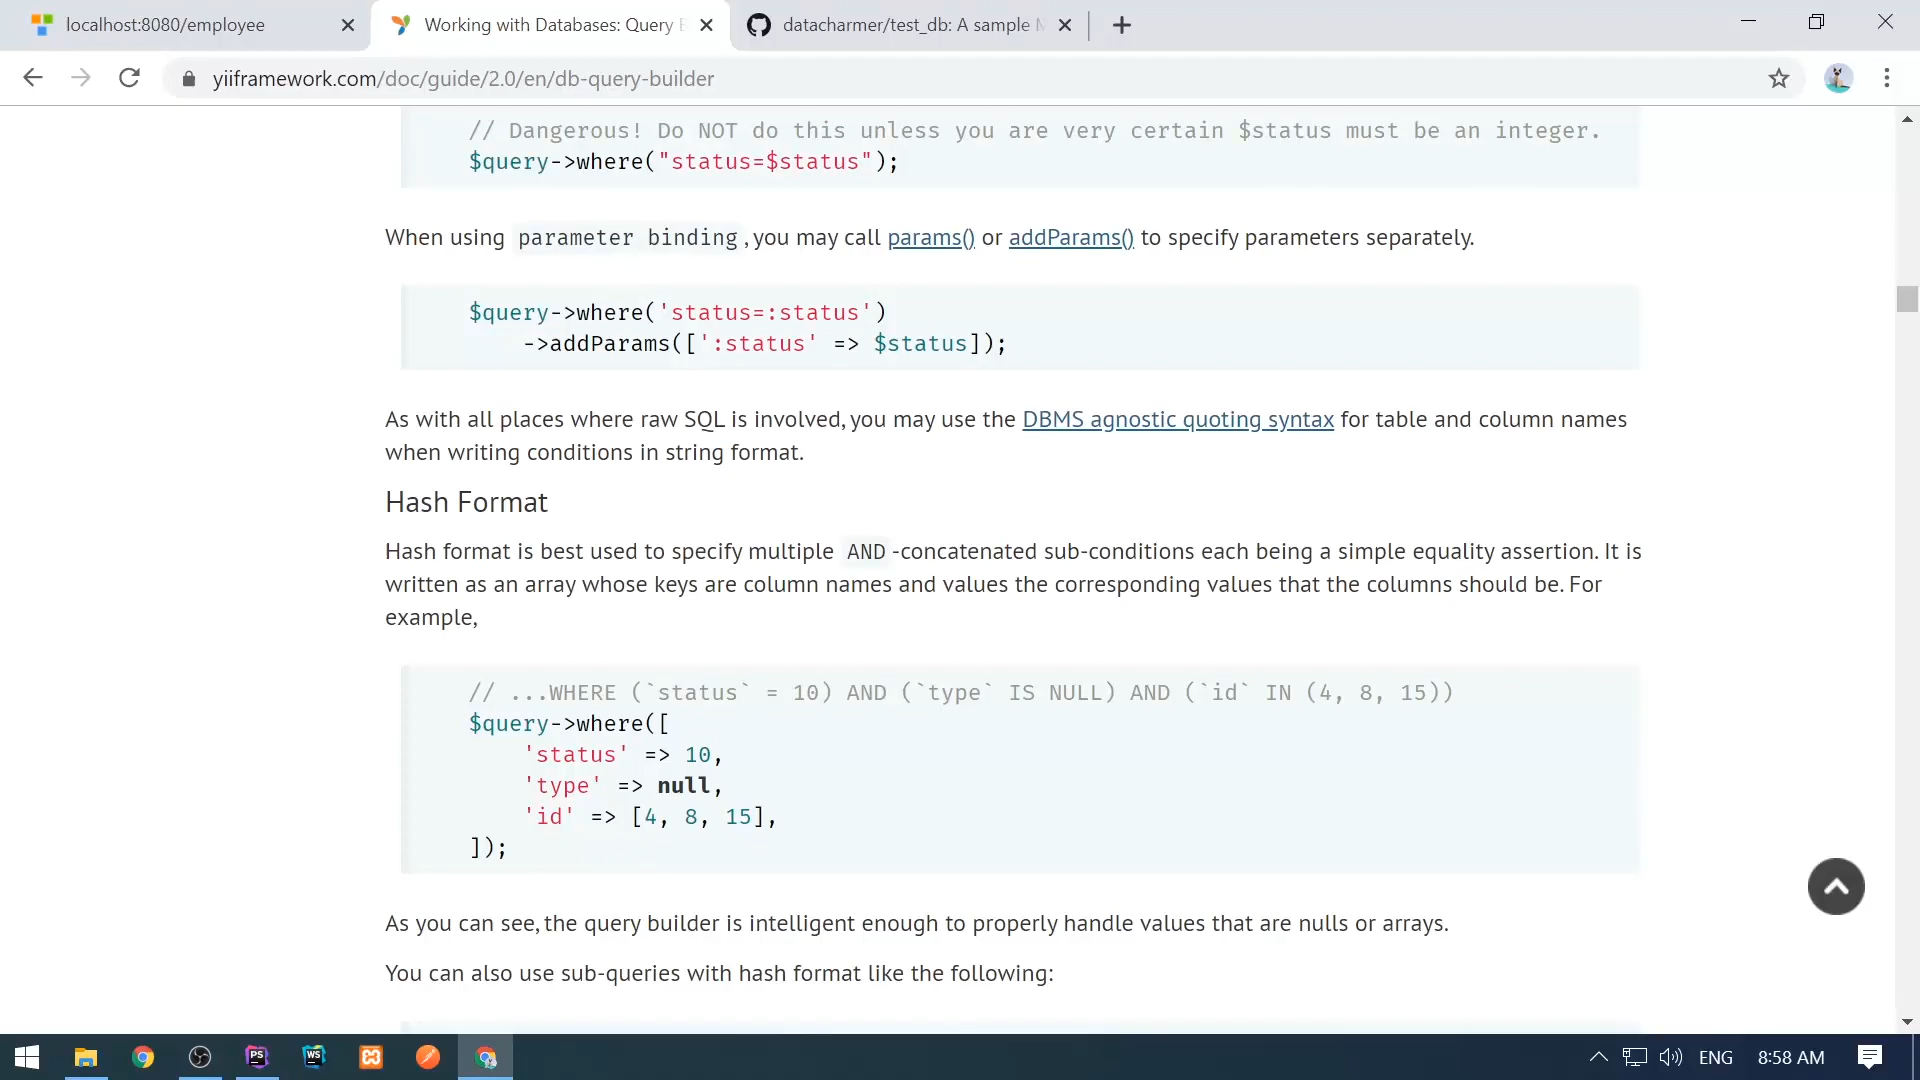 localhost:8080/employee
Working with Databases: Query B
datacharmer/test_db: A sample M
yiiframework.com/doc/guide/2.0/en/db-query-builder
// Dangerous! Do NOT do this unless you are very certain $status must be an integer.
$query->where("status=$status");
When using parameter binding, you may call params() or addParams() to specify parameters separately.
$query->where('status=:status')
->addParams([':status' => $status]);
As with all places where raw SQL is involved, you may use the DBMS agnostic quoting syntax for table and column names
when writing conditions in string format.
Hash Format
Hash format is best used to specify multiple AND -concatenated sub-conditions each being a simple equality assertion. It is
written as an array whose keys are column names and values the corresponding values that the columns should be. For
example,
// ...WHERE (`status` = 10) AND (`type` IS NULL) AND (`id` IN (4, 8, 15))
$query->where([
'status' => 10,
'type' => null,
'id' => [4, 8, 15],
]);
As you can see, the query builder is intelligent enough to properly handle values that are nulls or arrays.
You can also use sub-queries with hash format like the following:
PS
WS
ENG
8:58 AM